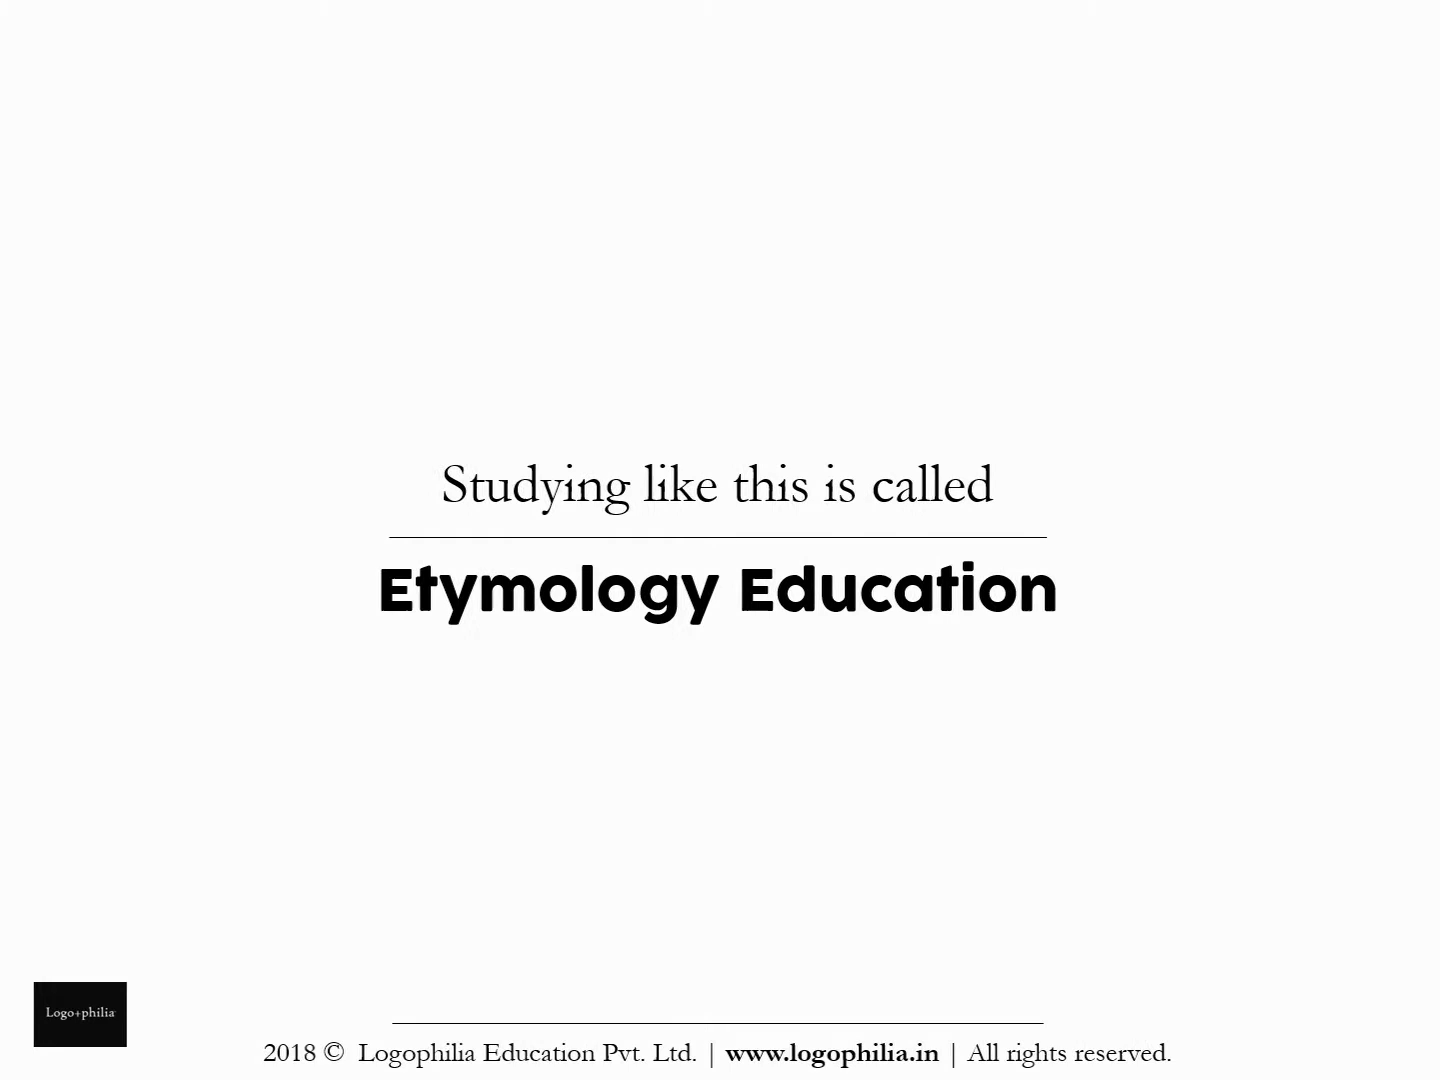 Studying like this is called
Etymology Education
Logo+philia
2018 © Logophilia Education Pvt. Ltd. | www.logophilia.in | All rights reserved.